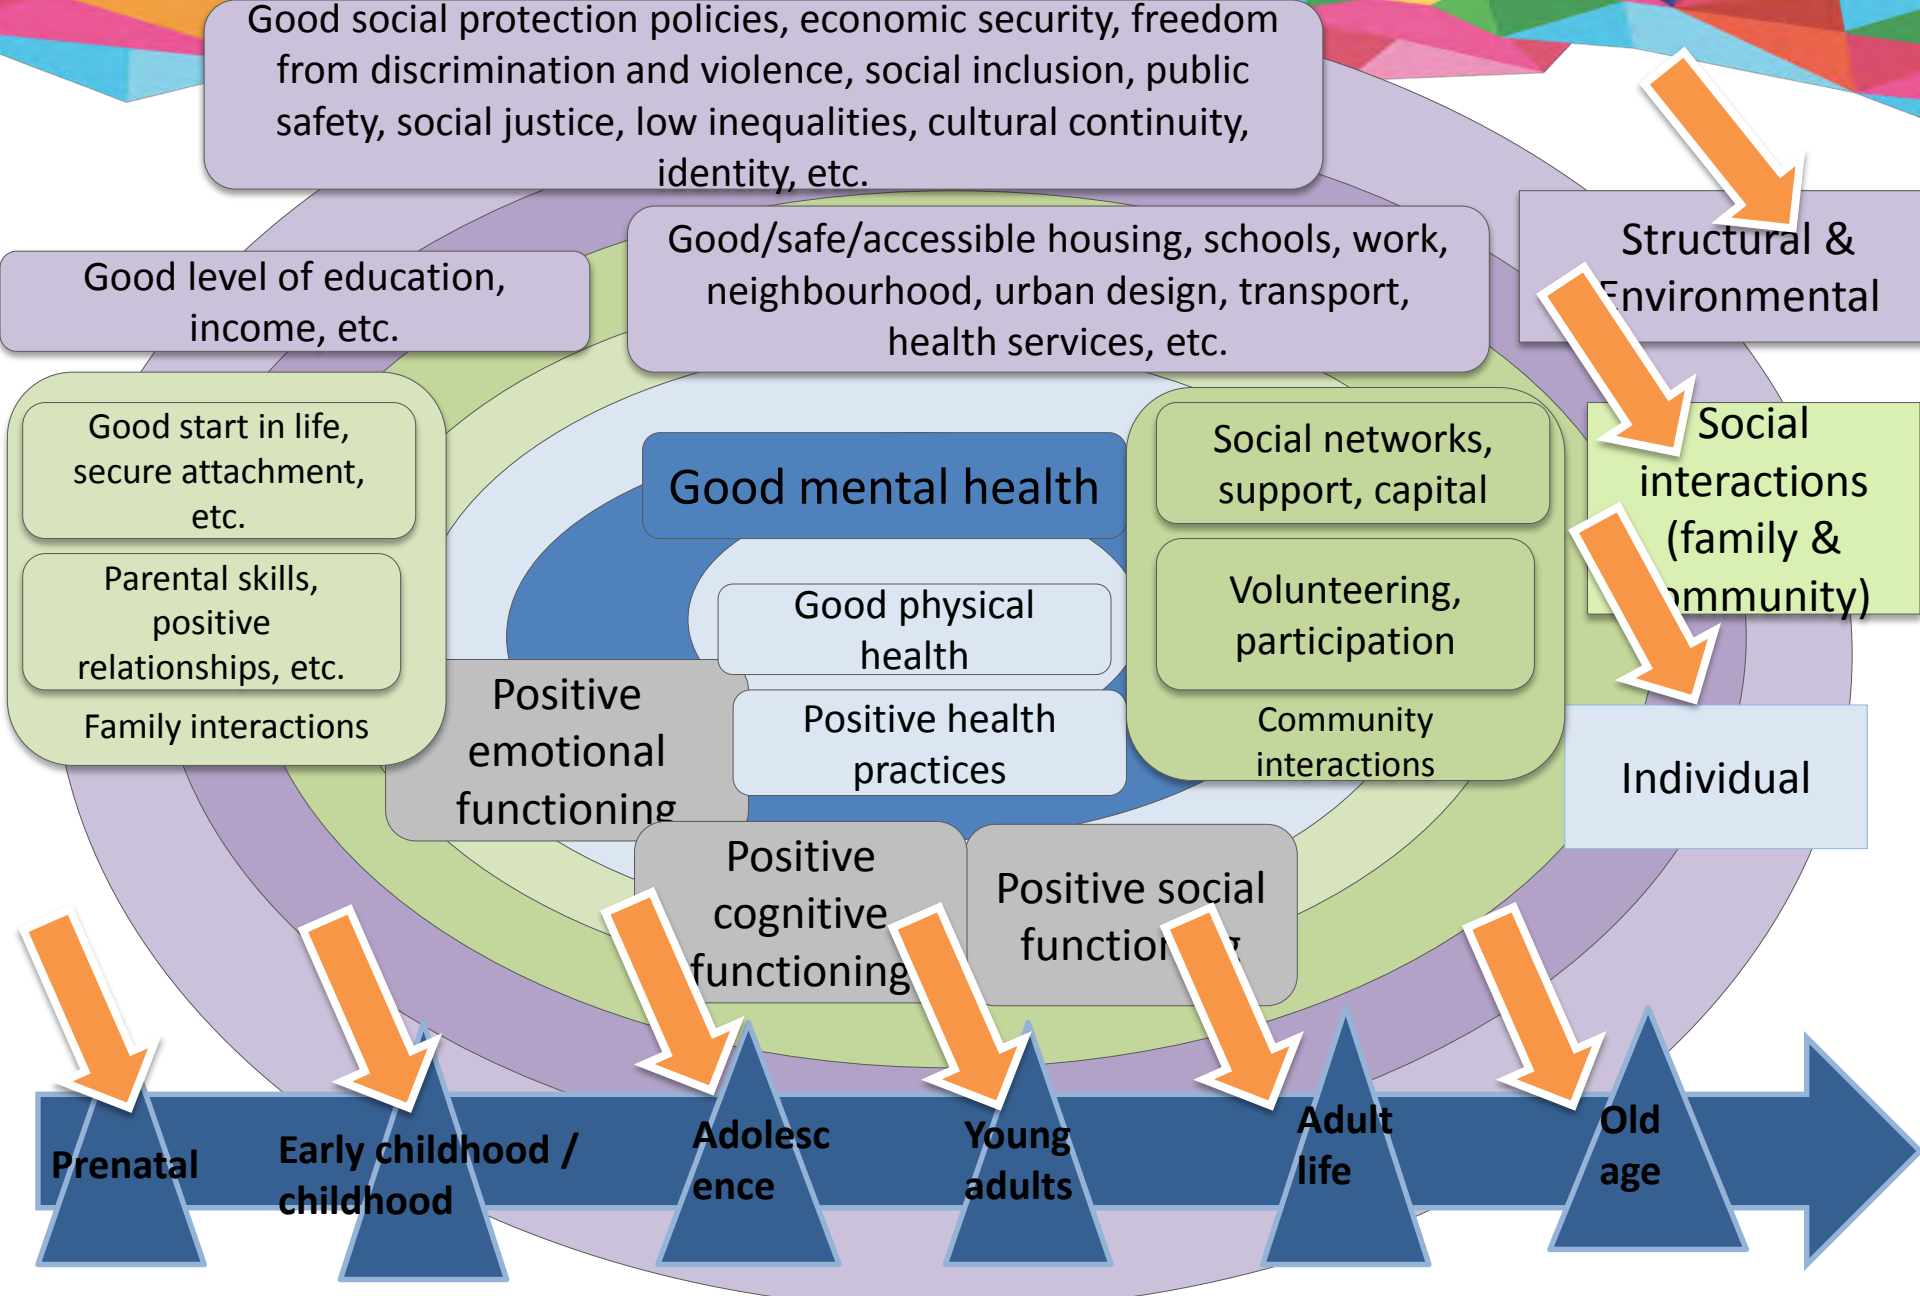 Good social protection policies, economic security, freedom
from discrimination and violence, social inclusion, public
safety, social justice, low inequalities, cultural continuity,
identity, etc.
Good level of education,
income, etc.
Good/safe/accessible housing, schools, work,
neighbourhood, urban design, transport,
health services, etc.
Structural &
Environmental
Good start in life,
secure attachment,
etc.
Parental skills,
positive
relationships, etc.
Family interactions
Good mental health
Good physical
health
Positive health
practices
Social networks,
support, capital
Volunteering,
participation
Community
interactions
Social
interactions
(family &
community)
Individual
Positive
emotional
functioning
Positive
cognitive
functioning
Positive social
functioning
Prenatal
Early childhood /
childhood
Adolesc
ence
Young
adults
Adult
life
Old
age